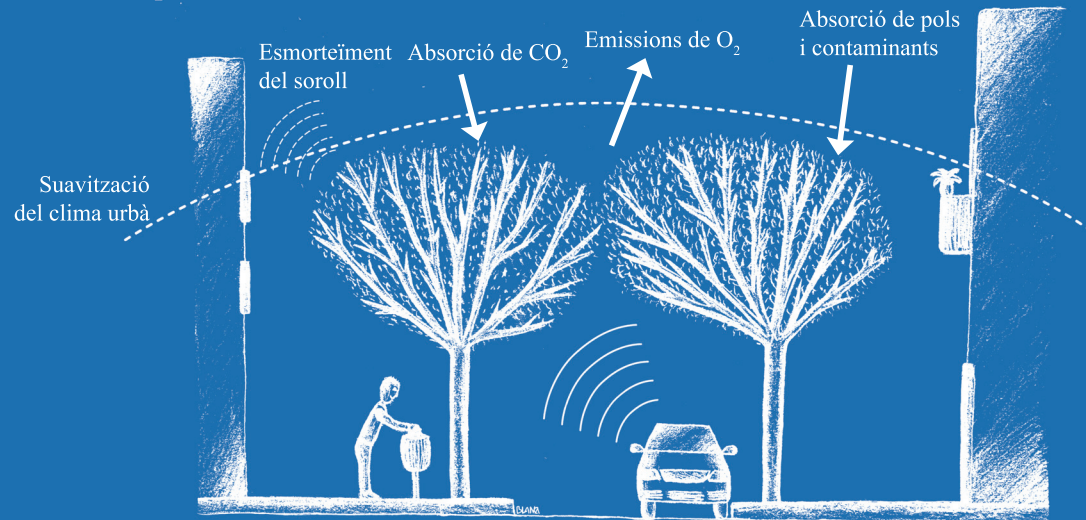 Esmorteïment
del soroll
Absorció de CO₂
Emissions de O₂
Absorció de pols
i contaminants
Suavització
del clima urbà